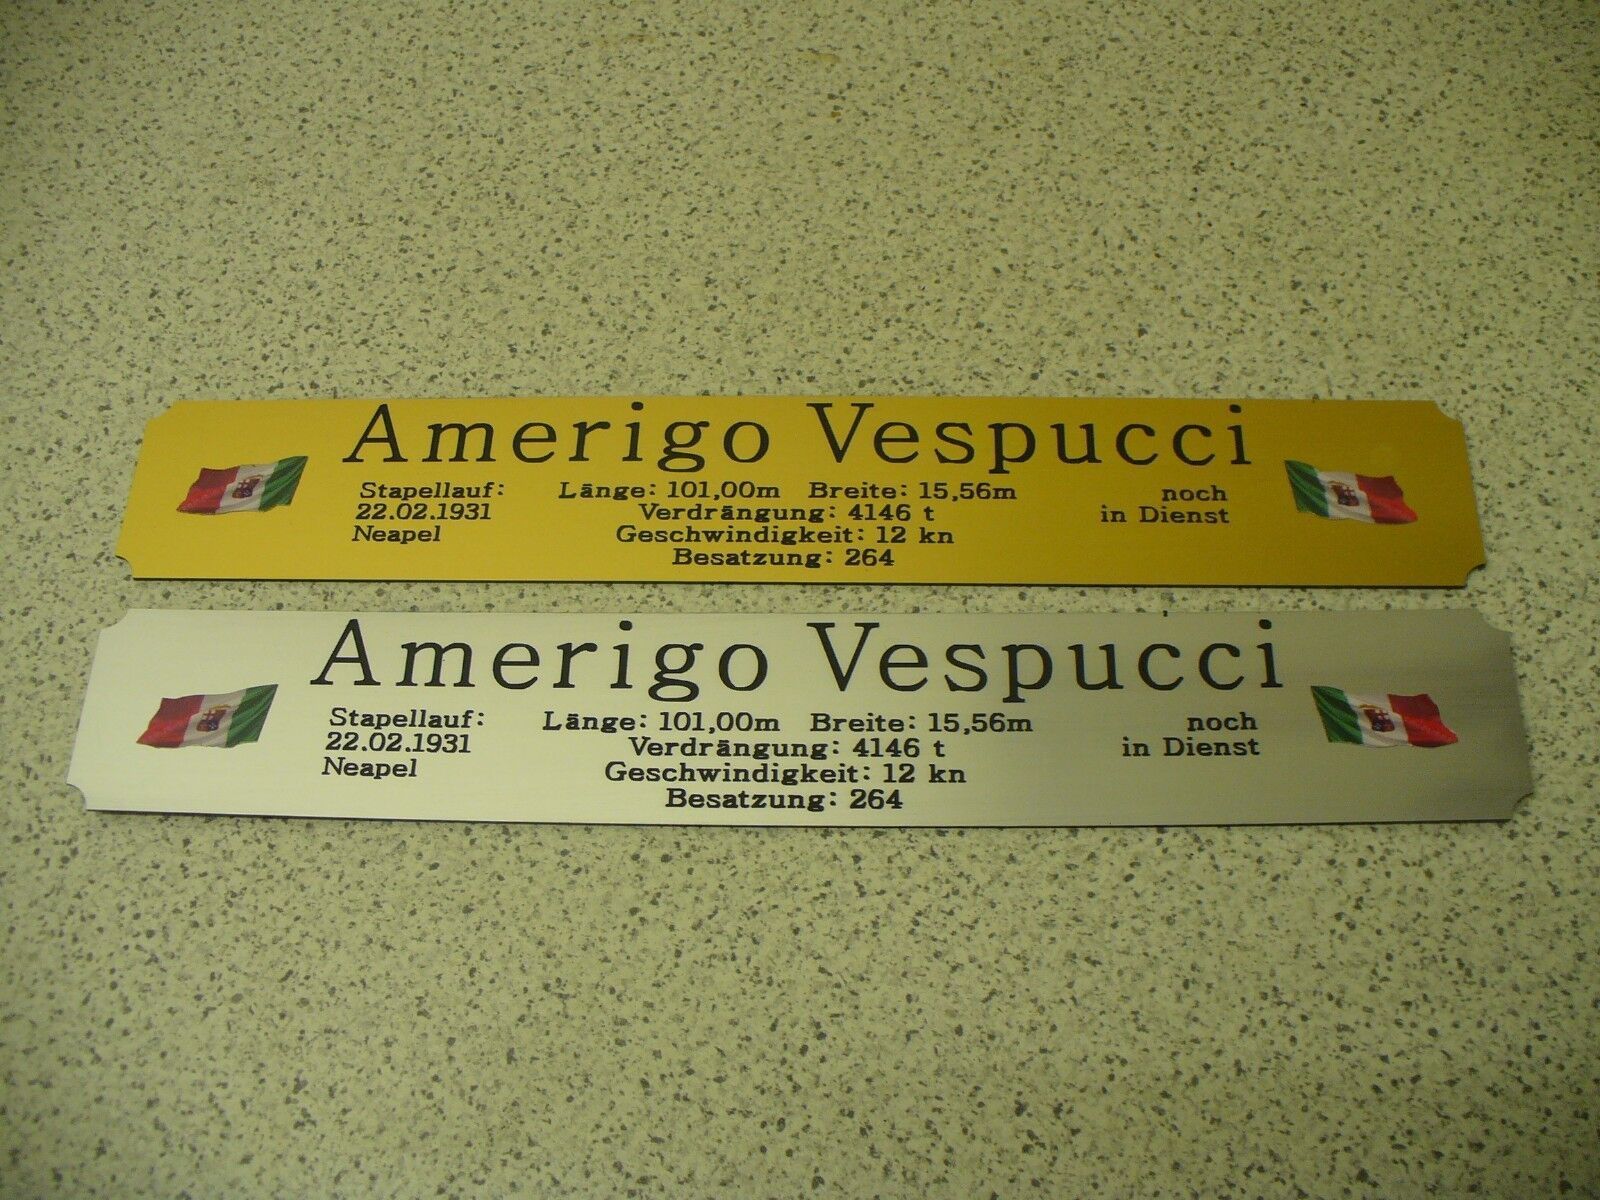 Amerigo Vespucci
Stapellauf: Länge: 101,00m Breite: 15,56m noch
22.02.1931 Verdrängung: 4146 t in Dienst
Neapel Geschwindigkeit: 12 kn
Besatzung: 264
Amerigo Vespucci
Stapellauf: Länge: 101,00m Breite: 15,56m noch
22.02.1931 Verdrängung: 4146 t in Dienst
Neapel Geschwindigkeit: 12 kn
Besatzung: 264